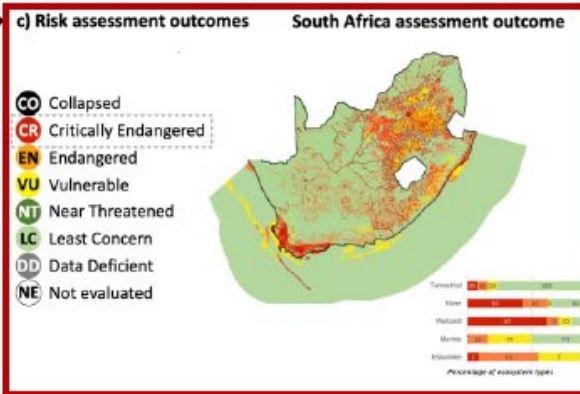 c) Risk assessment outcomes
South Africa assessment outcome
CO Collapsed
CR Critically Endangered
EN Endangered
VU Vulnerable
NT Near Threatened
LC Least Concern
DD Data Deficient
NE Not evaluated
Terrestrial
River
Wetland
Marine
Estuarine
Percentage of ecosystem types